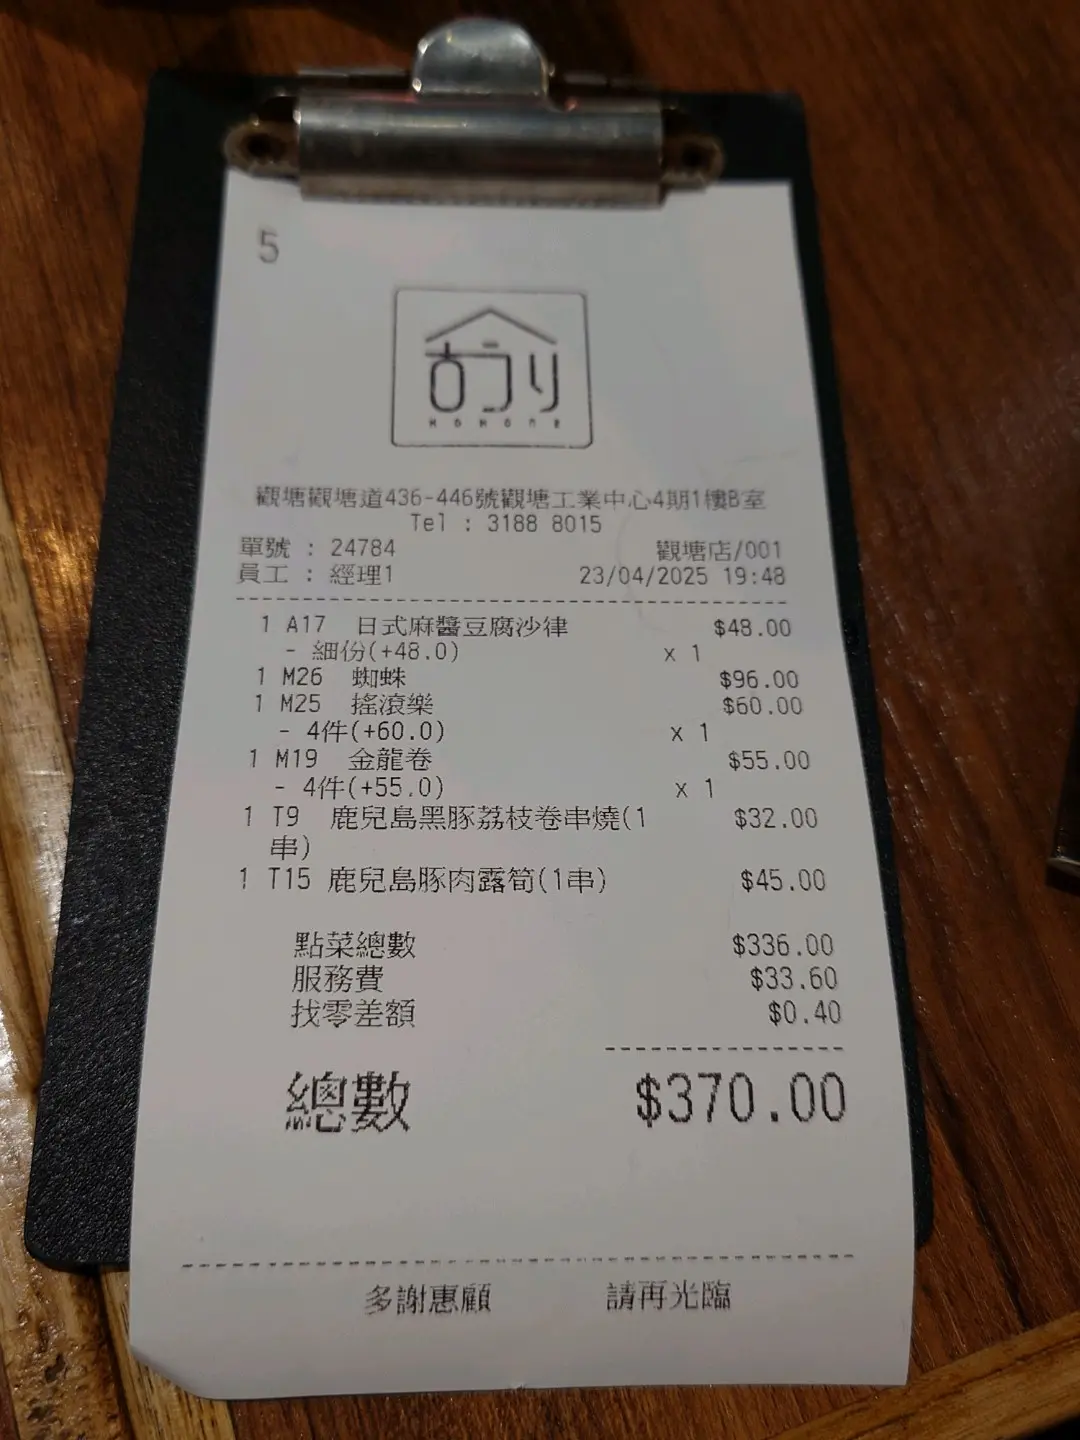 5
觀塘觀塘道436-446號觀塘工業中心4期1樓B室
Tel : 3188 8015
單號 : 24784 觀塘店/001
員工 : 經理1 23/04/2025 19:48
1 A17 日式麻醬豆腐沙律 $48.00
- 細份(+48.0) x 1
1 M26 蜘蛛 $96.00
1 M25 搖滾樂 $60.00
- 4件(+60.0) x 1
1 M19 金龍卷 $55.00
- 4件(+55.0) x 1
1 T9 鹿兒島黑豚荔枝卷串燒(1 $32.00
串)
1 T15 鹿兒島豚肉露筍(1串) $45.00
點菜總數 $336.00
服務費 $33.60
找零差額 $0.40
總數 $370.00
多謝惠顧 請再光臨